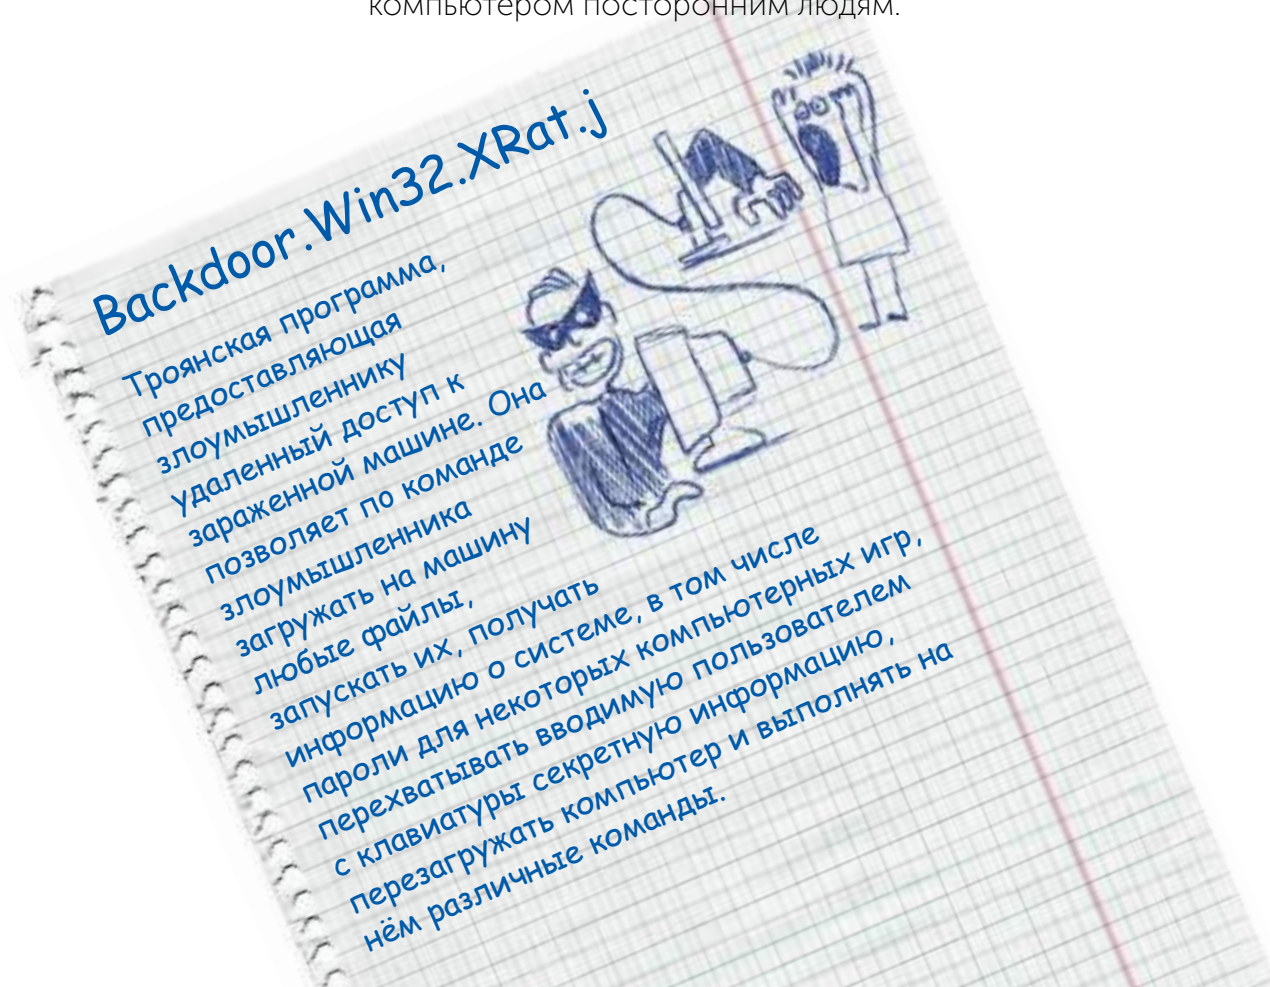 компьютером посторонним людям.
Backdoor.Win32.XRat.j
Троянская программа,
предоставляющая
злоумышленнику
удаленный доступ к
зараженной машине. Она
позволяет по команде
злоумышленника
загружать на машину
любые файлы,
запускать их, получать
информацию о системе, в том числе
пароли для некоторых компьютерных игр,
перехватывать вводимую пользователем
с клавиатуры секретную информацию,
перезагружать компьютер и выполнять на
нём различные команды.